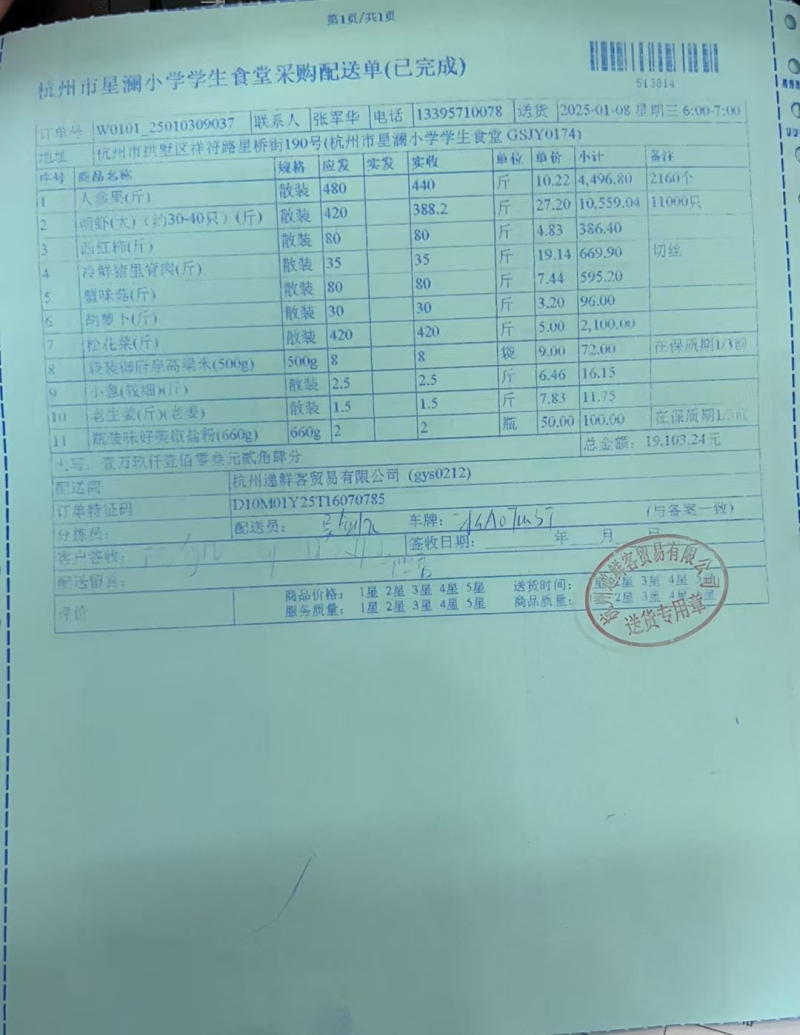 第1页/共1页
杭州市星澜小学学生食堂采购配送单(已完成)
513814
订单号 W0101_25010309037 联系人 张军华 电话 13395710078 送货 2025-01-08 星期三 6:00-7:00
地址 杭州市拱墅区祥符路星桥街190号(杭州市星澜小学学生食堂 GSJY0174)
序号 商品名称 规格 应发 实发 实收 单位 单价 小计 备注
1 人参果(斤) 散装 480 440 斤 10.22 4,496.80 2160个
2 明虾(大)（约30-40只）(斤) 散装 420 388.2 斤 27.20 10,559.04 11000只
3 西红柿(斤) 散装 80 80 斤 4.83 386.40
4 冷鲜猪里脊肉(斤) 散装 35 35 斤 19.14 669.90 切丝
5 蟹味菇(斤) 散装 80 80 斤 7.44 595.20
6 胡萝卜(斤) 散装 30 30 斤 3.20 96.00
7 松花菜(斤) 散装 420 420 斤 5.00 2,100.00
8 袋装御府皇高粱米(500g) 500g 8 8 袋 9.00 72.00 在保质期1/3前
9 小葱(较细)(斤) 散装 2.5 2.5 斤 6.46 16.15
10 老生姜(斤)(老姜) 散装 1.5 1.5 斤 7.83 11.75
11 瓶装味好美椒盐粉(660g) 660g 2 2 瓶 50.00 100.00 在保质期1/3前
大写：壹万玖仟壹佰零叁元贰角肆分 总金额：19,103.24元
配送商 杭州递鲜客贸易有限公司 (gys0212)
订单特征码 D10M01Y25T16070785
分拣员： 配送员： 车牌： (与备案一致)
客户签收： 签收日期： 年 月 日
配送留言：
评价 商品价格： 1星 2星 3星 4星 5星 送货时间： 1星 2星 3星 4星 5星
服务质量： 1星 2星 3星 4星 5星 商品质量： 1星 2星 3星 4星 5星
杭州递鲜客贸易有限公司
送货专用章